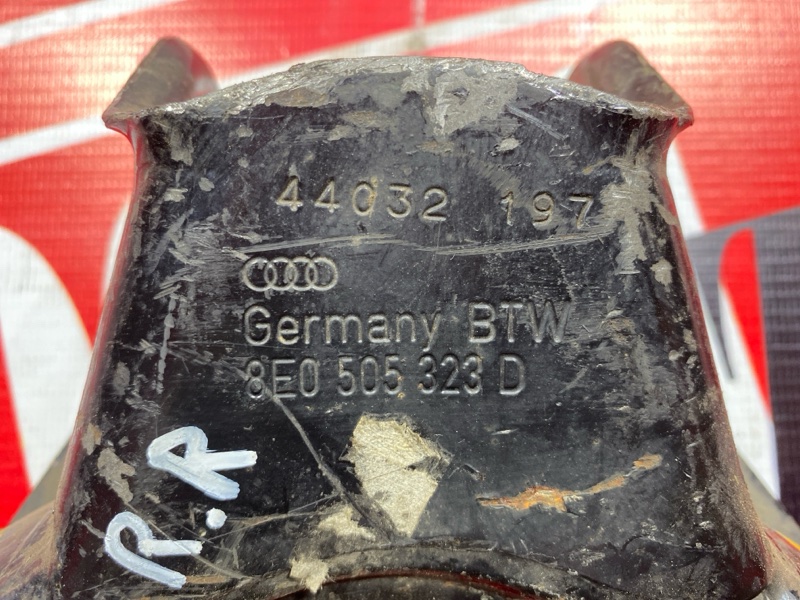 44032 197
Germany BTW
8E0 505 323 D
R.R